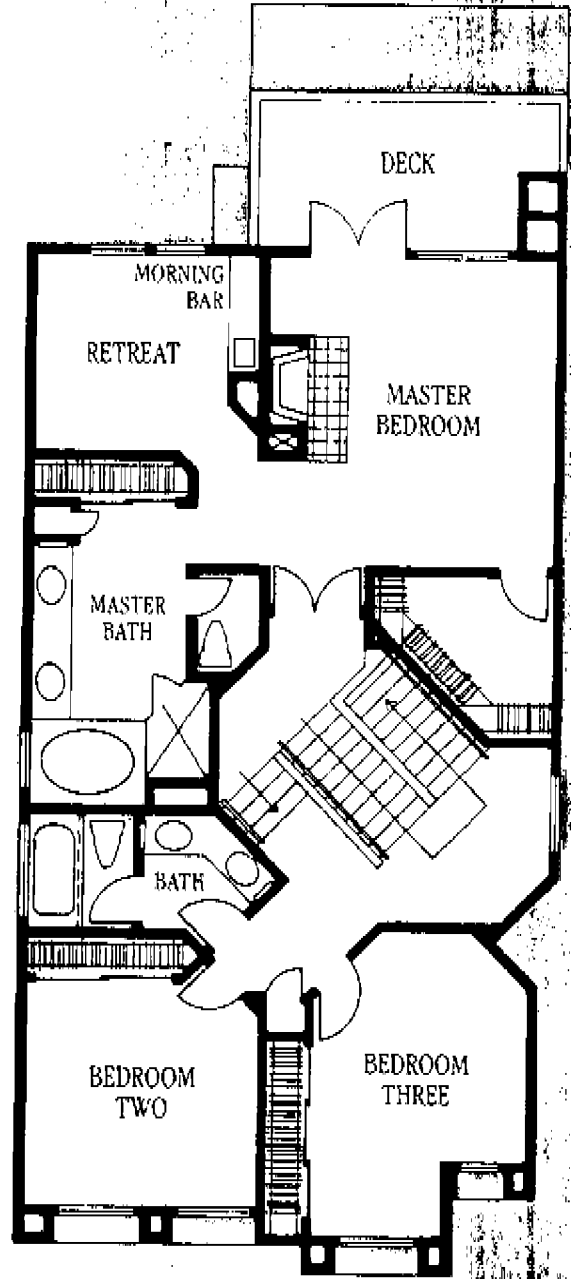 DECK
MORNING
BAR
RETREAT
MASTER
BEDROOM
MASTER
BATH
BATH
BEDROOM
TWO
BEDROOM
THREE